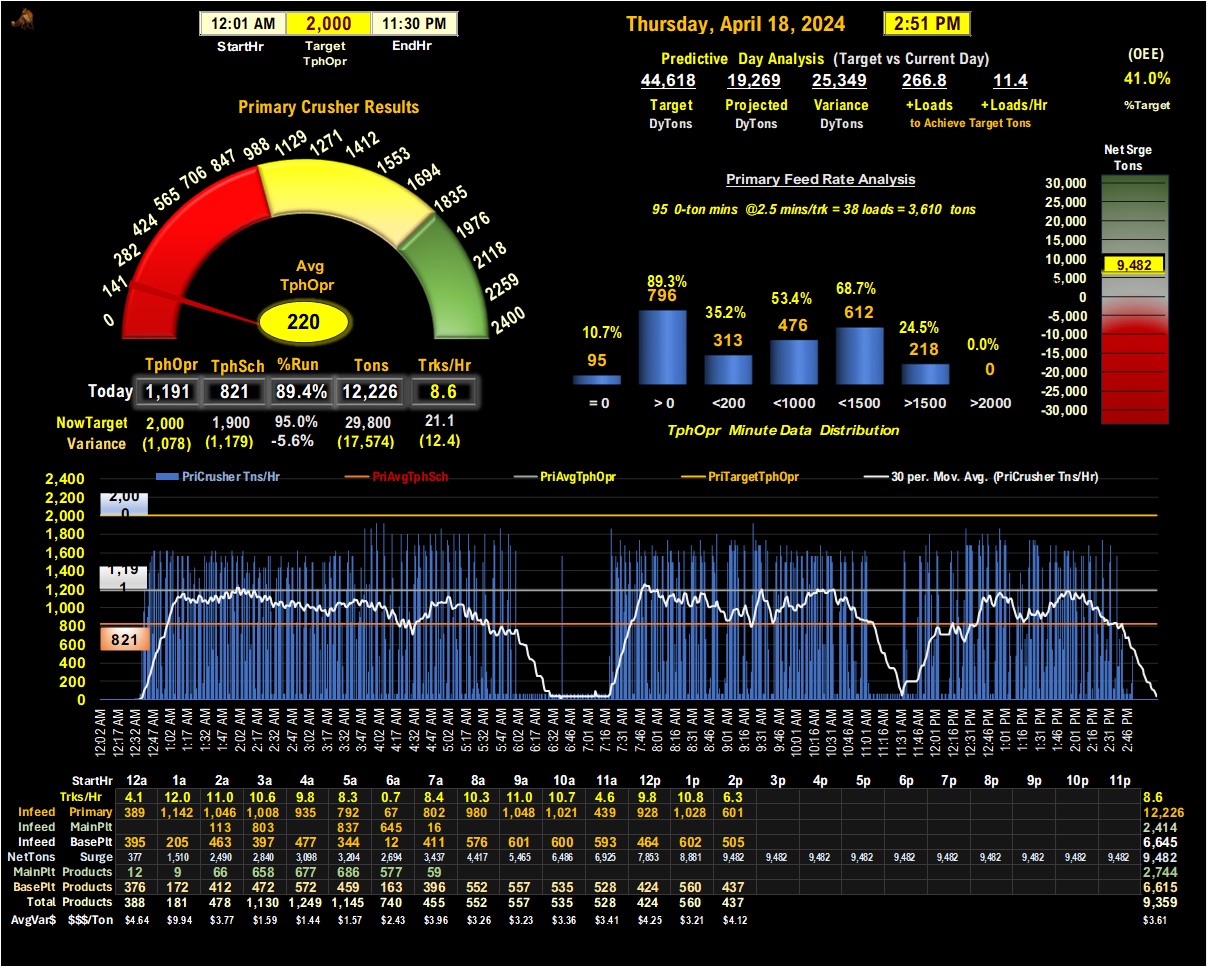 12:01 AM 2,000 11:30 PM
StartHr Target TphOpr EndHr
Thursday, April 18, 2024 2:51 PM
Predictive Day Analysis (Target vs Current Day)
44,618 19,269 25,349 266.8 11.4
Target Projected Variance +Loads +Loads/Hr
DyTons DyTons DyTons to Achieve Target Tons
(OEE)
41.0%
%Target
Primary Crusher Results
0 141 282 424 565 706 847 988 1129 1271 1412 1553 1694 1835 1976 2118 2259 2400
Avg
TphOpr
220
TphOpr TphSch %Run Tons Trks/Hr
Today 1,191 821 89.4% 12,226 8.6
NowTarget 2,000 1,900 95.0% 29,800 21.1
Variance (1,078) (1,179) -5.6% (17,574) (12.4)
Primary Feed Rate Analysis
95 0-ton mins @2.5 mins/trk = 38 loads = 3,610 tons
10.7% 89.3% 35.2% 53.4% 68.7% 24.5% 0.0%
95 796 313 476 612 218 0
= 0 > 0 <200 <1000 <1500 >1500 >2000
TphOpr Minute Data Distribution
Net Srge
Tons
30,000
25,000
20,000
15,000
10,000
9,482
5,000
0
-5,000
-10,000
-15,000
-20,000
-25,000
-30,000
PriCrusher Tns/Hr PriAvgTphSch PriAvgTphOpr PriTargetTphOpr 30 per. Mov. Avg. (PriCrusher Tns/Hr)
2,400
2,200
2,000
1,800
1,600
1,400
1,200
1,000
800
600
400
200
0
2,00
0
1,19
1
821
12:02 AM 12:17 AM 12:32 AM 12:47 AM 1:02 AM 1:17 AM 1:32 AM 1:47 AM 2:02 AM 2:17 AM 2:32 AM 2:47 AM 3:02 AM 3:17 AM 3:32 AM 3:47 AM 4:02 AM 4:17 AM 4:32 AM 4:47 AM 5:02 AM 5:17 AM 5:32 AM 5:47 AM 6:02 AM 6:17 AM 6:31 AM 6:46 AM 7:01 AM 7:16 AM 7:31 AM 7:46 AM 8:01 AM 8:16 AM 8:31 AM 8:46 AM 9:01 AM 9:16 AM 9:31 AM 9:46 AM 10:01 AM 10:16 AM 10:31 AM 10:46 AM 11:01 AM 11:16 AM 11:31 AM 11:46 AM 12:01 PM 12:16 PM 12:31 PM 12:46 PM 1:01 PM 1:16 PM 1:31 PM 1:46 PM 2:01 PM 2:16 PM 2:31 PM 2:46 PM
StartHr 12a 1a 2a 3a 4a 5a 6a 7a 8a 9a 10a 11a 12p 1p 2p 3p 4p 5p 6p 7p 8p 9p 10p 11p
Trks/Hr 4.1 12.0 11.0 10.6 9.8 8.3 0.7 8.4 10.3 11.0 10.7 4.6 9.8 10.8 6.3 8.6
Infeed Primary 389 1,142 1,046 1,008 935 792 67 802 980 1,048 1,021 439 928 1,028 601 12,226
Infeed MainPlt 113 803 837 645 16 2,414
Infeed BasePlt 395 205 463 397 477 344 12 411 576 601 600 593 464 602 505 6,645
NetTons Surge 377 1,510 2,490 2,840 3,098 3,204 2,694 3,437 4,417 5,465 6,486 6,925 7,853 8,881 9,482 9,482 9,482 9,482 9,482 9,482 9,482 9,482 9,482 9,482 9,482
MainPlt Products 12 9 66 658 677 686 577 59 2,744
BasePlt Products 376 172 412 472 572 459 163 396 552 557 535 528 424 560 437 6,615
Total Products 388 181 478 1,130 1,249 1,145 740 455 552 557 535 528 424 560 437 9,359
AvgVar$ $$$/Ton $4.64 $9.94 $3.77 $1.59 $1.44 $1.57 $2.43 $3.96 $3.26 $3.23 $3.36 $3.41 $4.25 $3.21 $4.12 $3.61